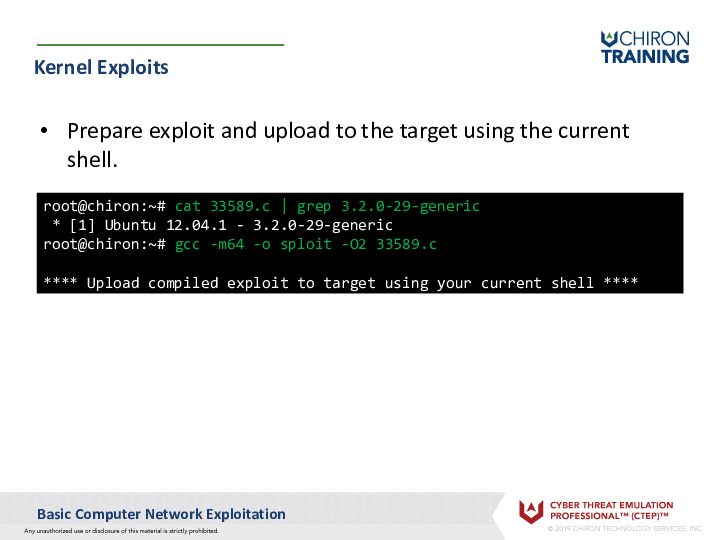 CHIRON
TRAINING
Kernel Exploits
• Prepare exploit and upload to the target using the current
shell.
root@chiron:~# cat 33589.c | grep 3.2.0-29-generic
 * [1] Ubuntu 12.04.1 - 3.2.0-29-generic
root@chiron:~# gcc -m64 -o sploit -O2 33589.c
**** Upload compiled exploit to target using your current shell ****
Basic Computer Network Exploitation
Any unauthorized use or disclosure of this material is strictly prohibited.
CYBER THREAT EMULATION
PROFESSIONAL™ (CTEP)™
© 2019 CHIRON TECHNOLOGY SERVICES, INC.